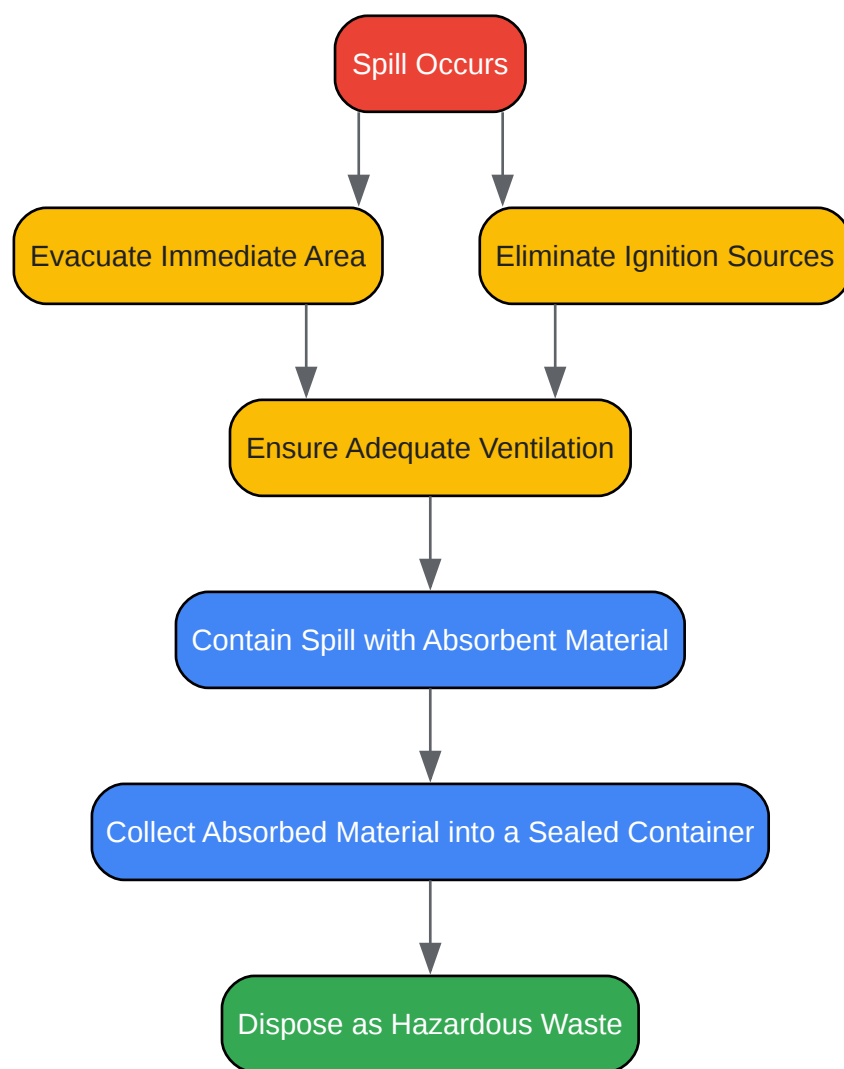 Spill Occurs
Evacuate Immediate Area
Eliminate Ignition Sources
Ensure Adequate Ventilation
Contain Spill with Absorbent Material
Collect Absorbed Material into a Sealed Container
Dispose as Hazardous Waste